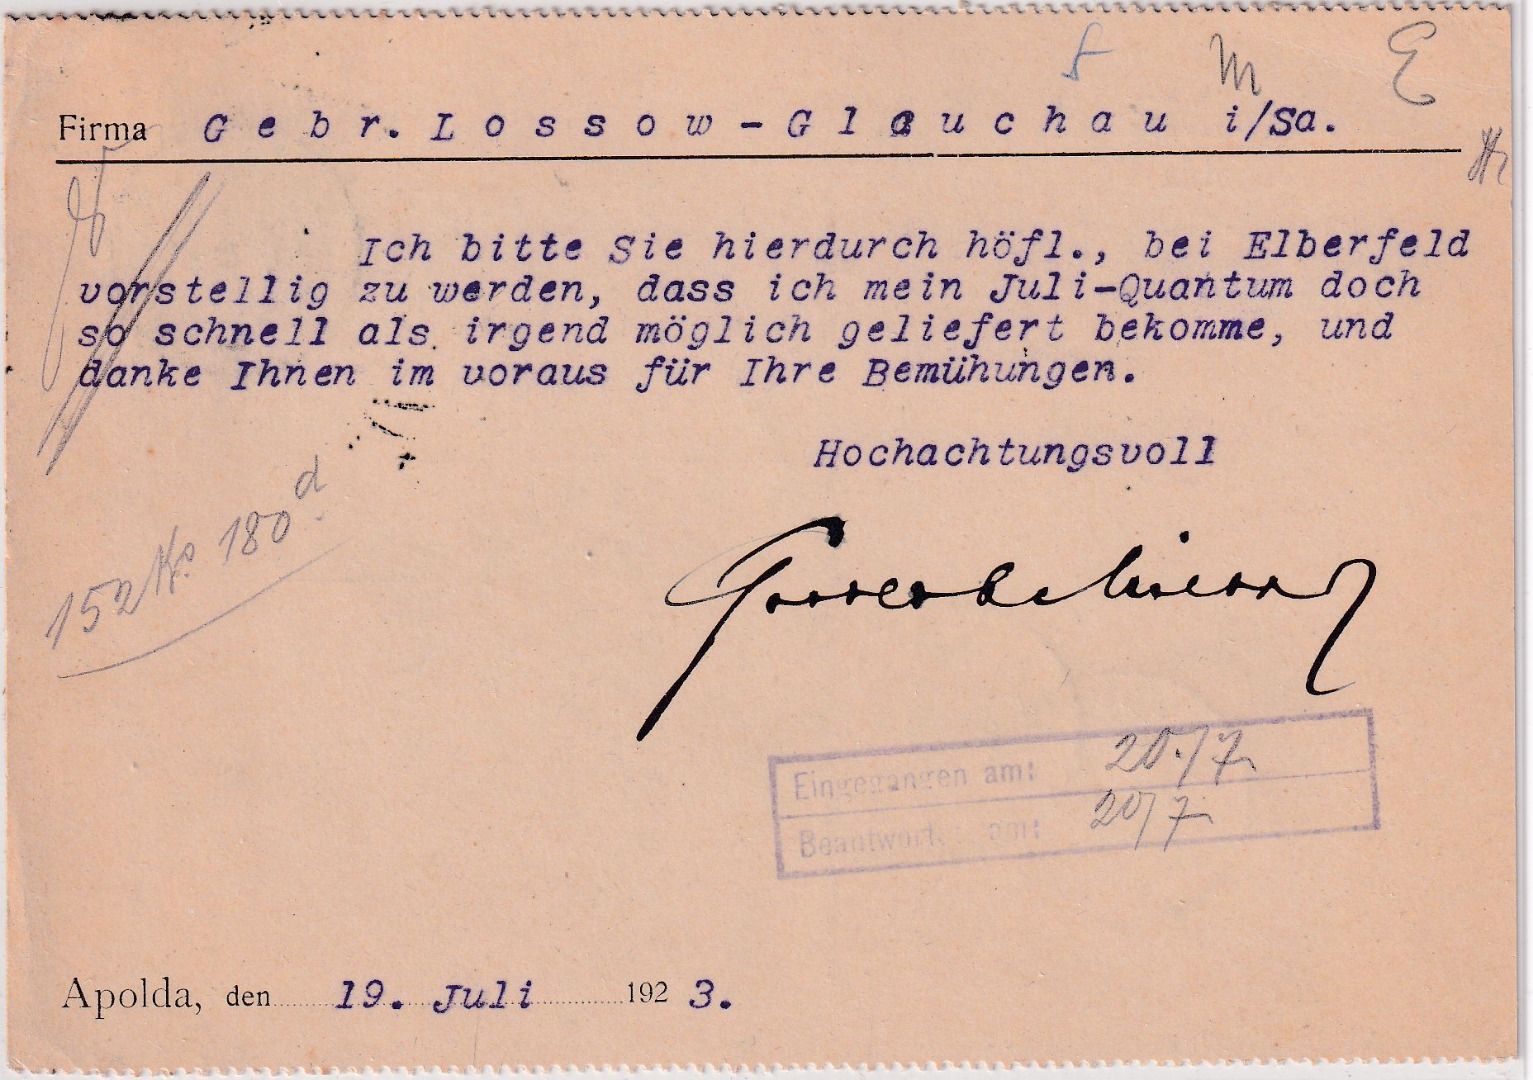 S m E
Firma Gebr. Lossow-Glauchau i/Sa.
Ich bitte Sie hierdurch höfl., bei Elberfeld
vorstellig zu werden, dass ich mein Juli-Quantum doch
so schnell als irgend möglich geliefert bekomme, und
danke Ihnen im voraus für Ihre Bemühungen.
Hochachtungsvoll
152 Ko 180 d
Eingegangen am: 20./7.
Beantwortet am: 20/7.
Apolda, den 19. Juli 1923.